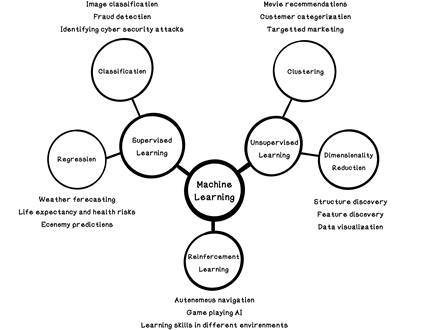 Image classification
Fraud detection
Identifying cyber security attacks
Movie recommendations
Customer categorization
Targetted marketing
Classification
Clustering
Supervised
Learning
Unsupervised
Learning
Regression
Dimensionality
Reduction
Machine
Learning
Weather forecasting
Life expectancy and health risks
Economy predictions
Structure discovery
Feature discovery
Data visualization
Reinforcement
Learning
Autonomous navigation
Game playing AI
Learning skills in different environments